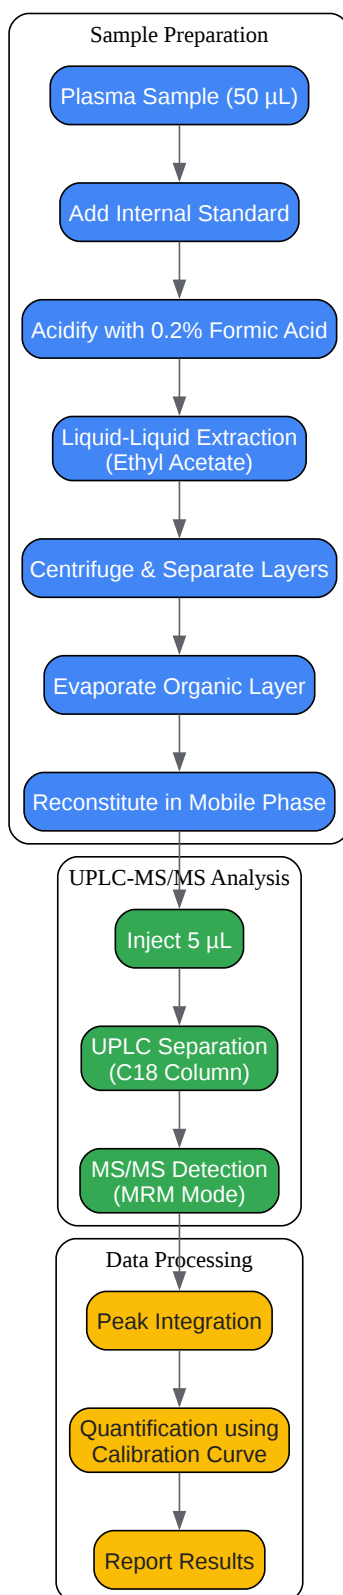 Sample Preparation
Plasma Sample (50 µL)
Add Internal Standard
Acidify with 0.2% Formic Acid
Liquid-Liquid Extraction
(Ethyl Acetate)
Centrifuge & Separate Layers
Evaporate Organic Layer
Reconstitute in Mobile Phase
UPLC-MS/MS Analysis
Inject 5 µL
UPLC Separation
(C18 Column)
MS/MS Detection
(MRM Mode)
Data Processing
Peak Integration
Quantification using
Calibration Curve
Report Results